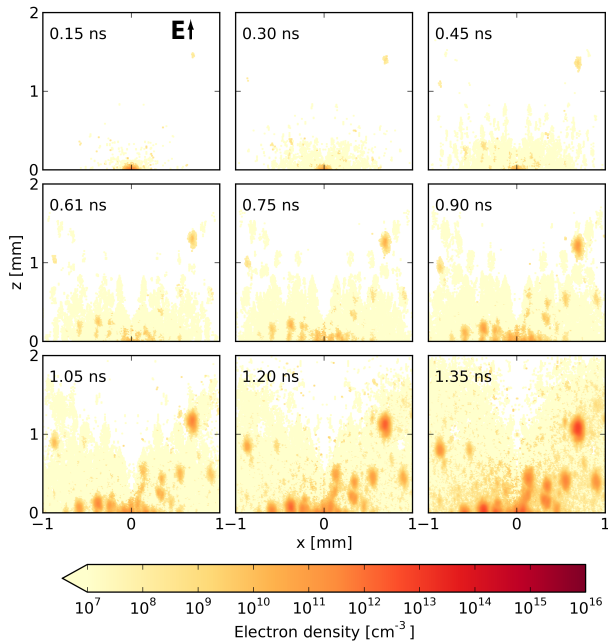 2
0.15 ns
E
0.30 ns
0.45 ns
1
0
2
0.61 ns
0.75 ns
0.90 ns
z [mm]
1
0
2
1.05 ns
1.20 ns
1.35 ns
1
0
−1 0 −1 0 −1 0 1
x [mm]
10^7 10^8 10^9 10^10 10^11 10^12 10^13 10^14 10^15 10^16
Electron density [cm^-3]